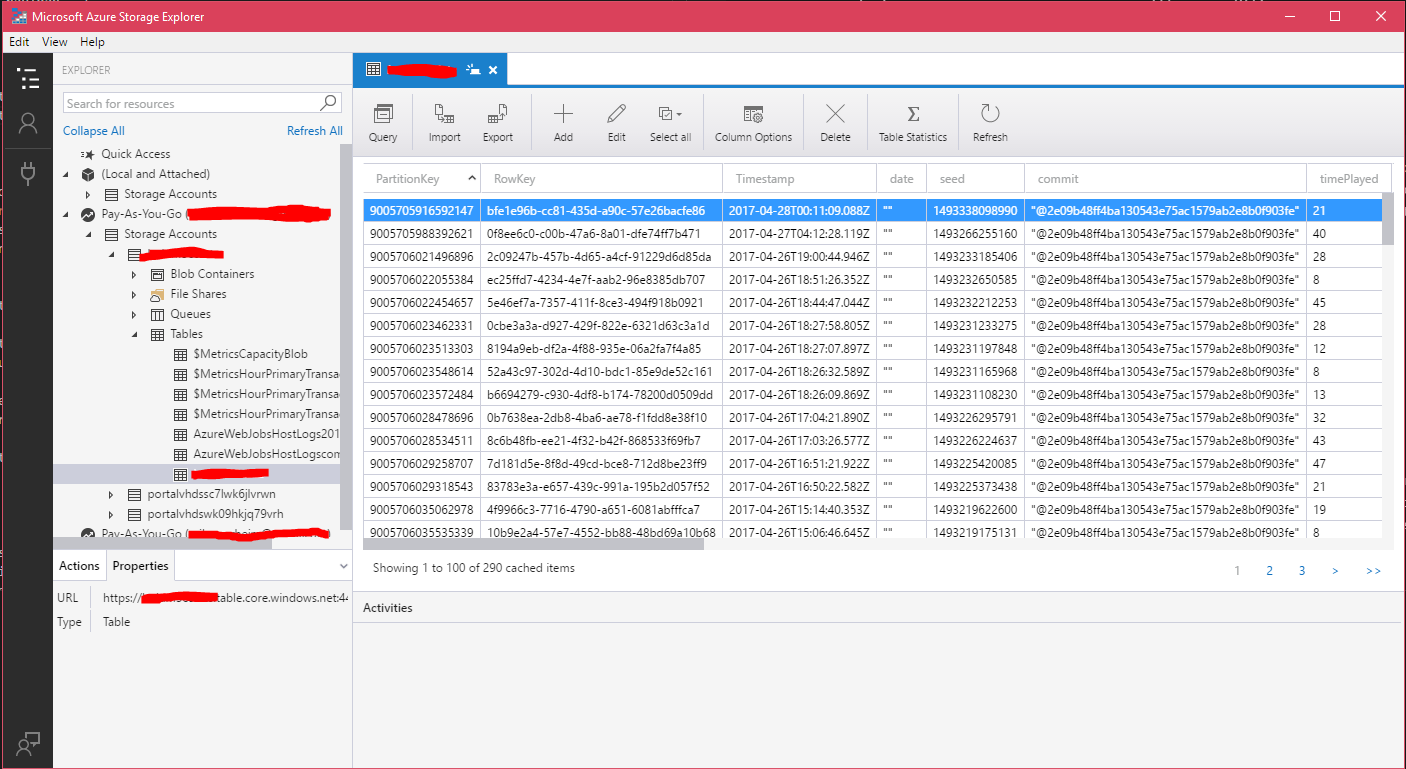 Microsoft Azure Storage Explorer
Edit View Help
EXPLORER
Search for resources
Collapse All Refresh All
Quick Access
(Local and Attached)
Storage Accounts
Pay-As-You-Go (
Storage Accounts
Blob Containers
File Shares
Queues
Tables
$MetricsCapacityBlob
$MetricsHourPrimaryTransa
$MetricsHourPrimaryTransa
$MetricsHourPrimaryTransa
AzureWebJobsHostLogs201
AzureWebJobsHostLogscom
portalvhdssc7lwk6jlvrwn
portalvhdswk09hkjq79vrh
Pay-As-You-Go (
Actions Properties
URL https:// table.core.windows.net:44
Type Table
Query Import Export Add Edit Select all Column Options Delete Table Statistics Refresh
PartitionKey RowKey Timestamp date seed commit timePlayed
9005705916592147 bfe1e96b-cc81-435d-a90c-57e26bacfe86 2017-04-28T00:11:09.088Z "" 1493338098990 "@2e09b48ff4ba130543e75ac1579ab2e8b0f903fe" 21
9005705988392621 0f8ee6c0-c00b-47a6-8a01-dfe74ff7b471 2017-04-27T04:12:28.119Z "" 1493266255160 "@2e09b48ff4ba130543e75ac1579ab2e8b0f903fe" 40
9005706021496896 2c09247b-457b-4d65-a4cf-91229d6d85da 2017-04-26T19:00:44.946Z "" 1493233185406 "@2e09b48ff4ba130543e75ac1579ab2e8b0f903fe" 28
9005706022055384 ec25ffd7-4234-4e7f-aab2-96e8385db707 2017-04-26T18:51:26.352Z "" 1493232650585 "@2e09b48ff4ba130543e75ac1579ab2e8b0f903fe" 8
9005706022454657 5e46ef7a-7357-411f-8ce3-494f918b0921 2017-04-26T18:44:47.044Z "" 1493232212253 "@2e09b48ff4ba130543e75ac1579ab2e8b0f903fe" 45
9005706023462331 0cbe3a3a-d927-429f-822e-6321d63c3a1d 2017-04-26T18:27:58.805Z "" 1493231233275 "@2e09b48ff4ba130543e75ac1579ab2e8b0f903fe" 28
9005706023513303 8194a9eb-df2a-4f88-935e-06a2fa7f4a85 2017-04-26T18:27:07.897Z "" 1493231197848 "@2e09b48ff4ba130543e75ac1579ab2e8b0f903fe" 12
9005706023548614 52a43c97-302d-4d10-bdc1-85e9de52c161 2017-04-26T18:26:32.589Z "" 1493231165968 "@2e09b48ff4ba130543e75ac1579ab2e8b0f903fe" 8
9005706023572484 b6694279-c930-4df8-b174-78200d0509dd 2017-04-26T18:26:09.869Z "" 1493231108230 "@2e09b48ff4ba130543e75ac1579ab2e8b0f903fe" 13
9005706028478696 0b7638ea-2db8-4ba6-ae78-f1fdd8e38f10 2017-04-26T17:04:21.890Z "" 1493226295791 "@2e09b48ff4ba130543e75ac1579ab2e8b0f903fe" 32
9005706028534511 8c6b48fb-ee21-4f32-b42f-868533f69fb7 2017-04-26T17:03:26.577Z "" 1493226224637 "@2e09b48ff4ba130543e75ac1579ab2e8b0f903fe" 43
9005706029258707 7d181d5e-8f8d-49cd-bce8-712d8be23ff9 2017-04-26T16:51:21.922Z "" 1493225420085 "@2e09b48ff4ba130543e75ac1579ab2e8b0f903fe" 47
9005706029318543 83783e3a-e657-439c-991a-195b2d057f52 2017-04-26T16:50:22.582Z "" 1493225373438 "@2e09b48ff4ba130543e75ac1579ab2e8b0f903fe" 21
9005706035062978 4f9966c3-7716-4790-a651-6081abfffca7 2017-04-26T15:14:40.353Z "" 1493219622600 "@2e09b48ff4ba130543e75ac1579ab2e8b0f903fe" 19
9005706035535339 10b9e2a4-57e7-4552-bb88-48bd69a10b68 2017-04-26T15:06:46.645Z "" 1493219175131 "@2e09b48ff4ba130543e75ac1579ab2e8b0f903fe" 8
Showing 1 to 100 of 290 cached items
1 2 3 > >>
Activities